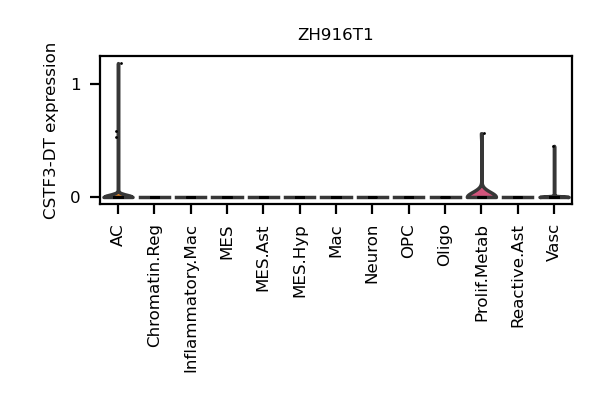 ZH916T1
CSTF3-DT expression
1
0
AC
Chromatin.Reg
Inflammatory.Mac
MES
MES.Ast
MES.Hyp
Mac
Neuron
OPC
Oligo
Prolif.Metab
Reactive.Ast
Vasc